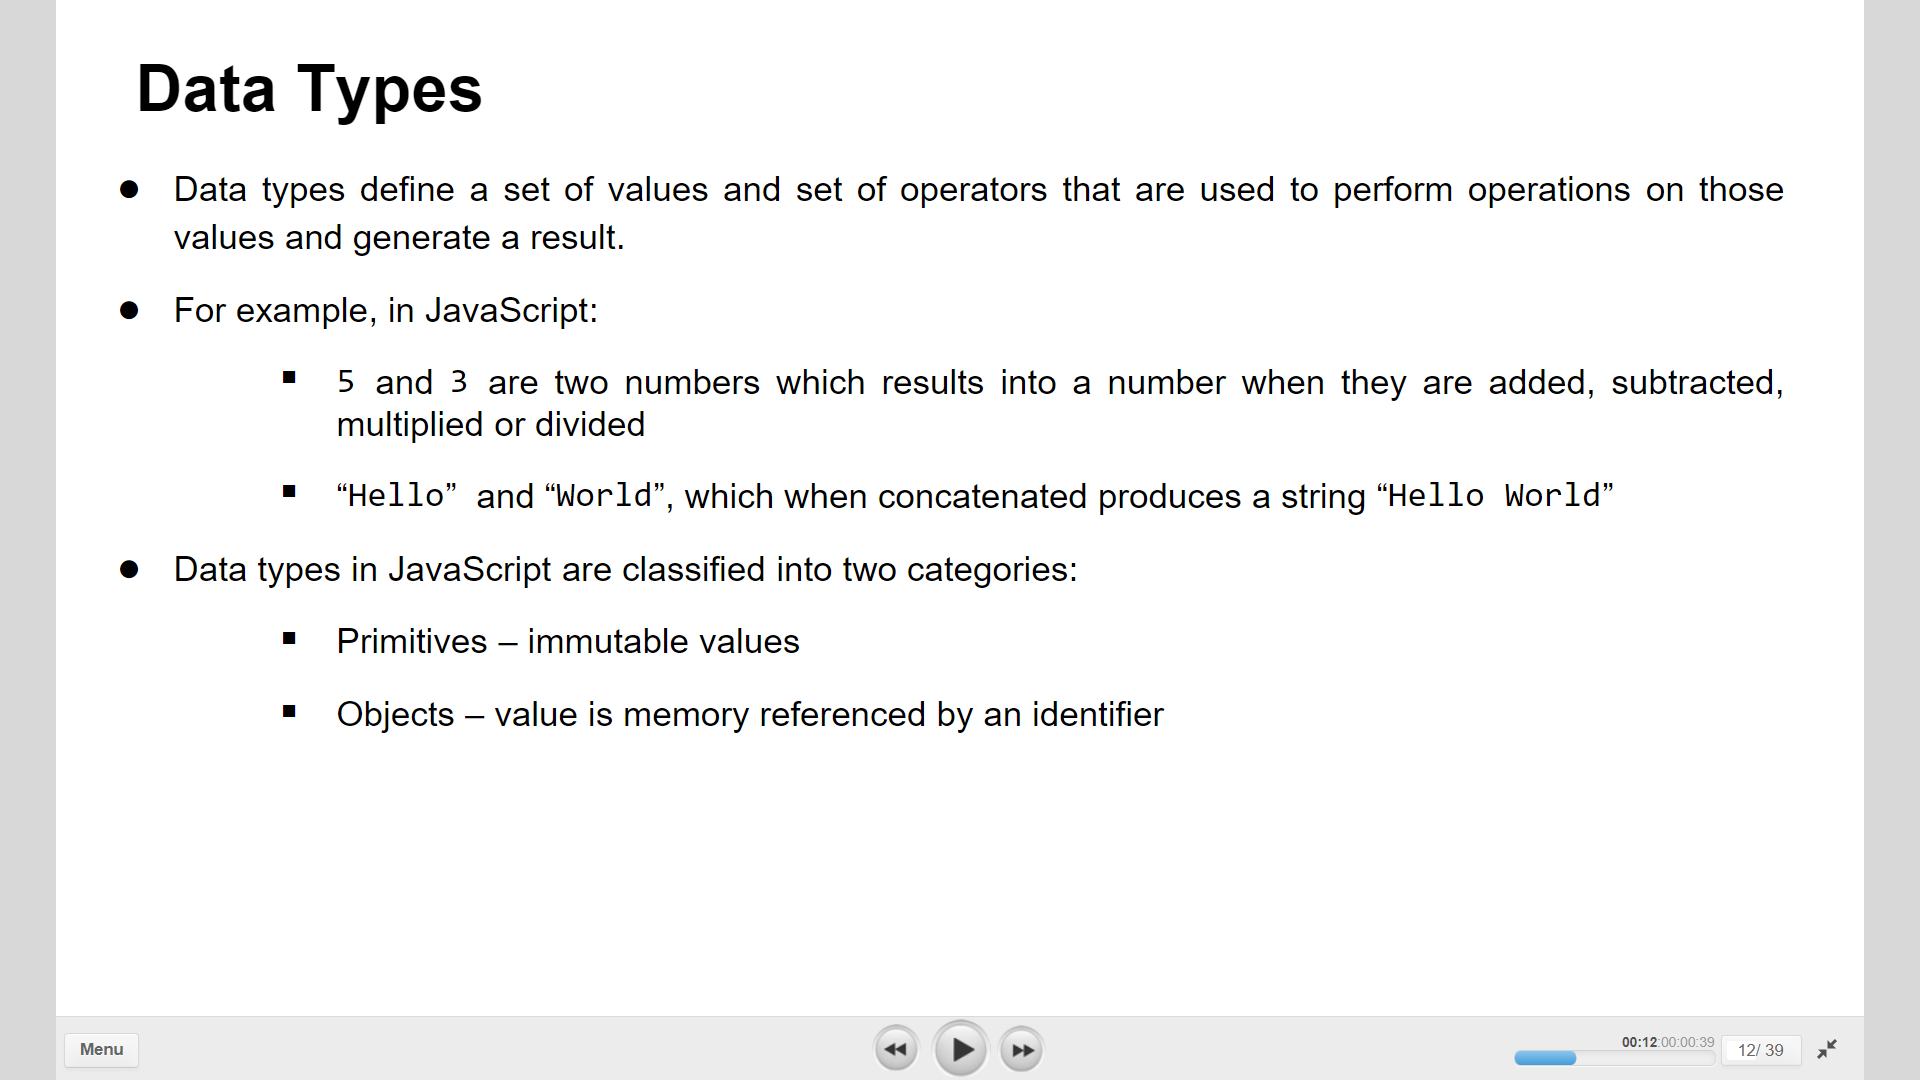 Data Types
● Data types define a set of values and set of operators that are used to perform operations on those
values and generate a result.
● For example, in JavaScript:
▪ 5 and 3 are two numbers which results into a number when they are added, subtracted,
multiplied or divided
▪ “Hello” and “World”, which when concatenated produces a string “Hello World”
● Data types in JavaScript are classified into two categories:
▪ Primitives – immutable values
▪ Objects – value is memory referenced by an identifier
Menu
00:12:00:00:39
12/ 39